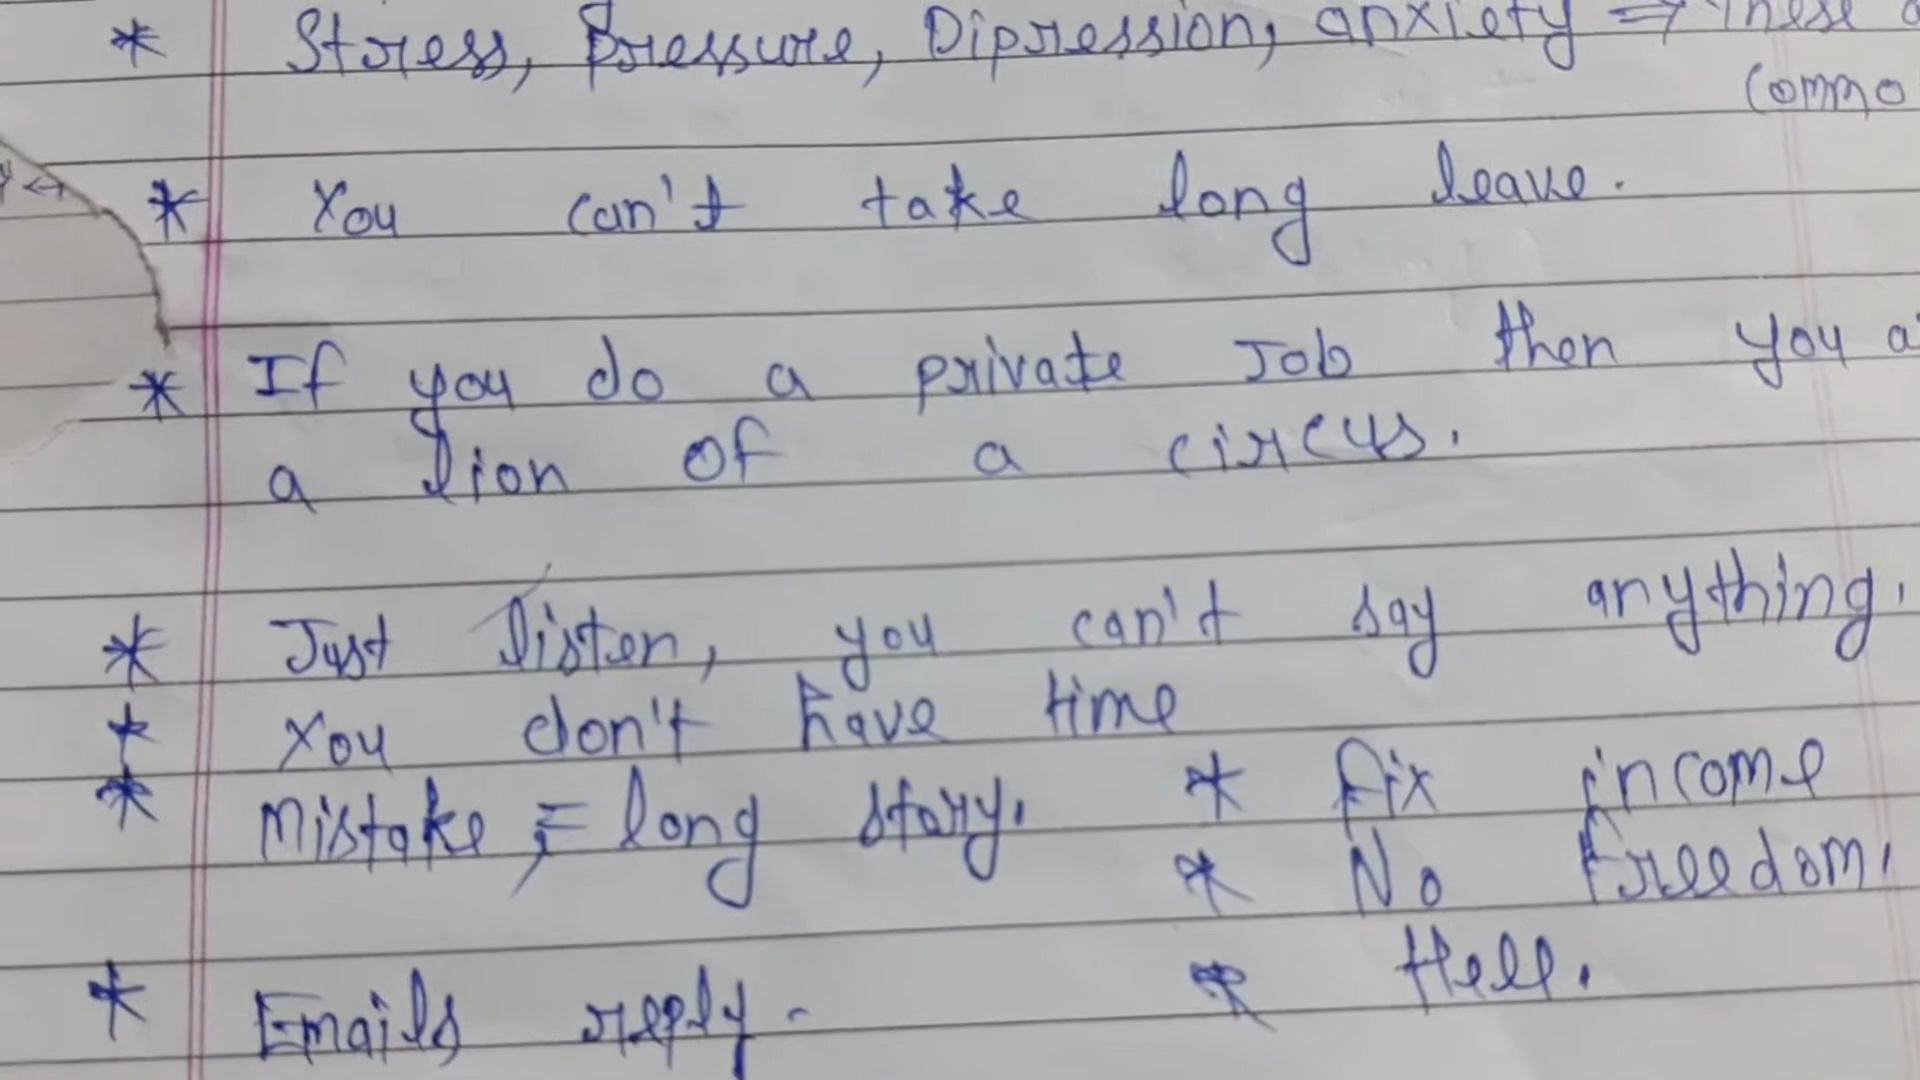 * Stress, Pressure, Dipression, anxiety ⇒ These
Commo
* You can't take long leave.
* If you do a private Job then you a
a lion of a circus.
* Just listen, you can't say anything.
* You don't have time
* Mistake = long story. * fix income
* No freedom.
* Emails reply. * Hell.